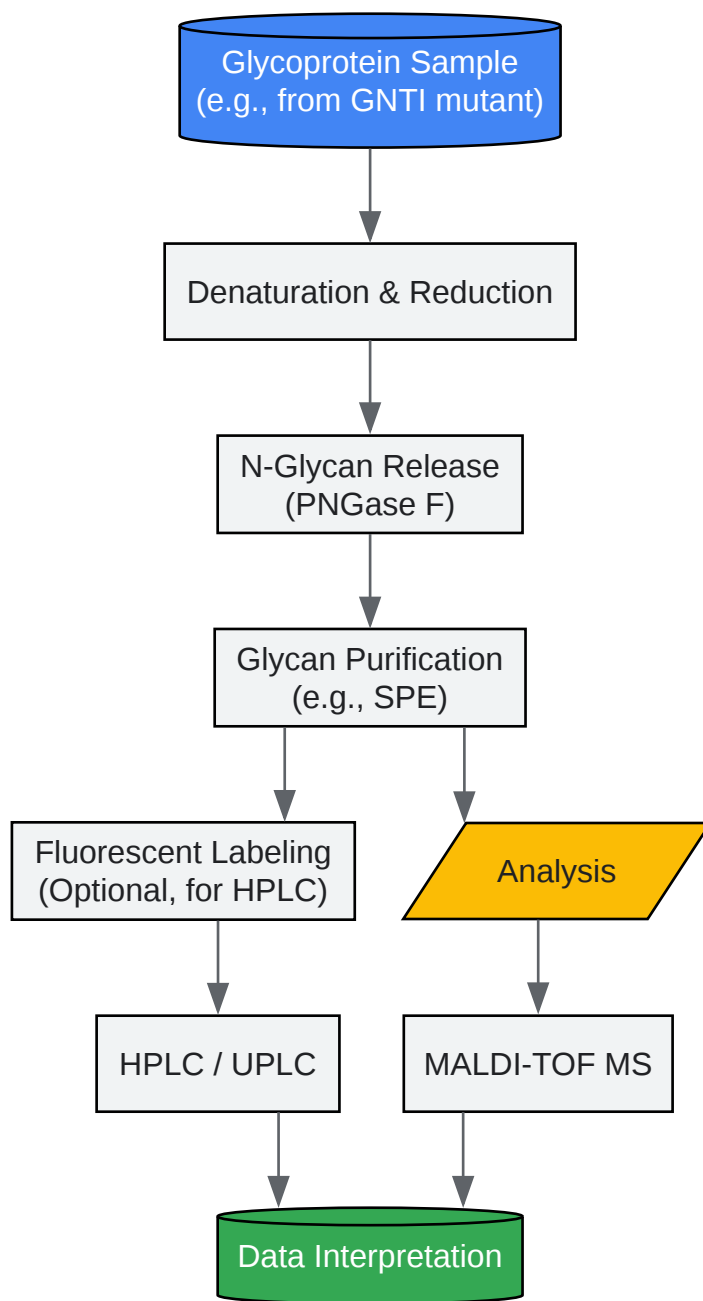 Glycoprotein Sample
(e.g., from GNTI mutant)
Denaturation & Reduction
N-Glycan Release
(PNGase F)
Glycan Purification
(e.g., SPE)
Fluorescent Labeling
(Optional, for HPLC)
Analysis
HPLC / UPLC
MALDI-TOF MS
Data Interpretation